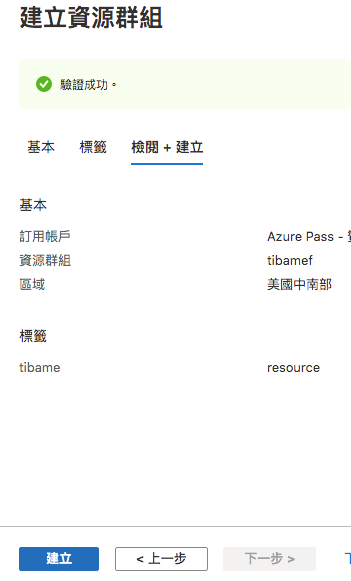 建立資源群組
驗證成功。
基本 標籤 檢閱 + 建立
基本
訂用帳戶 Azure Pass -
資源群組 tibamef
區域 美國中南部
標籤
tibame resource
建立 < 上一步 下一步 >